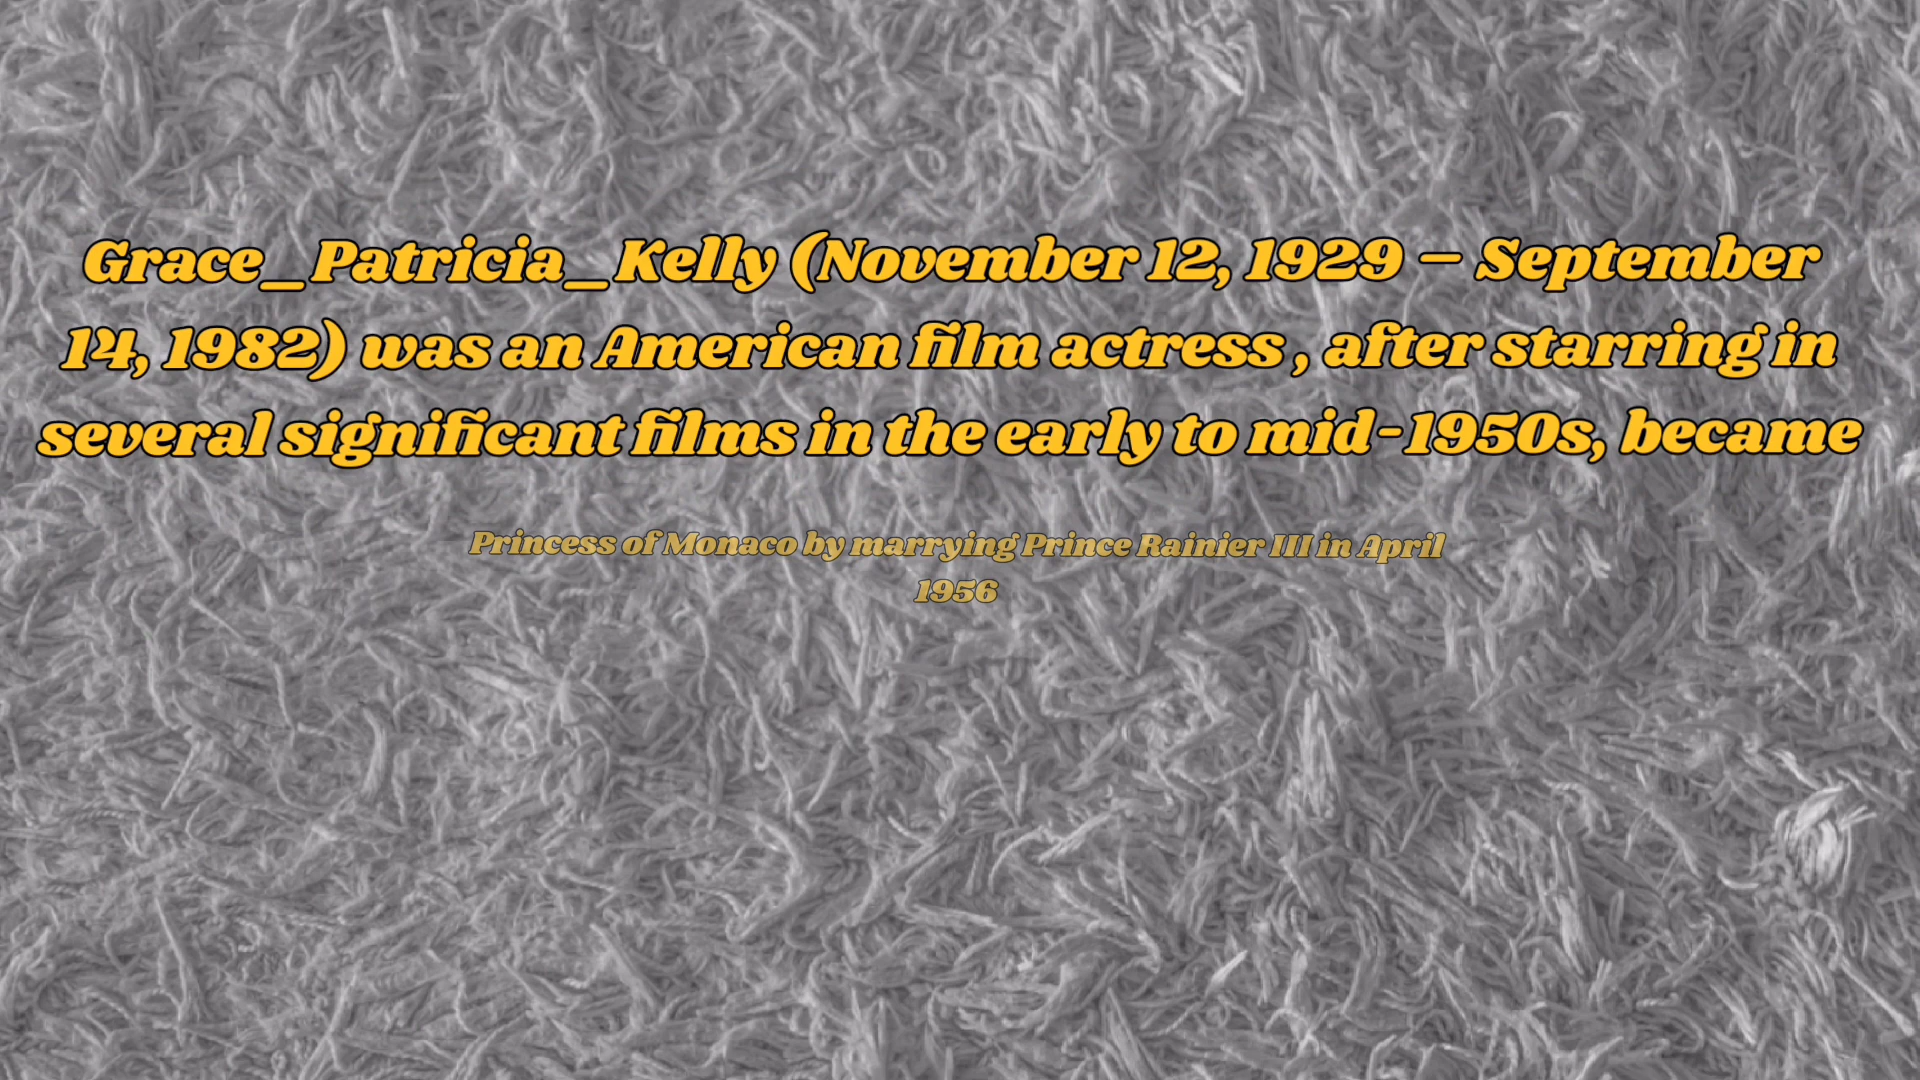 Grace_Patricia_Kelly (November 12, 1929 – September
14, 1982) was an American film actress , after starring in
several significant films in the early to mid-1950s, became
Princess of Monaco by marrying Prince Rainier III in April
1956